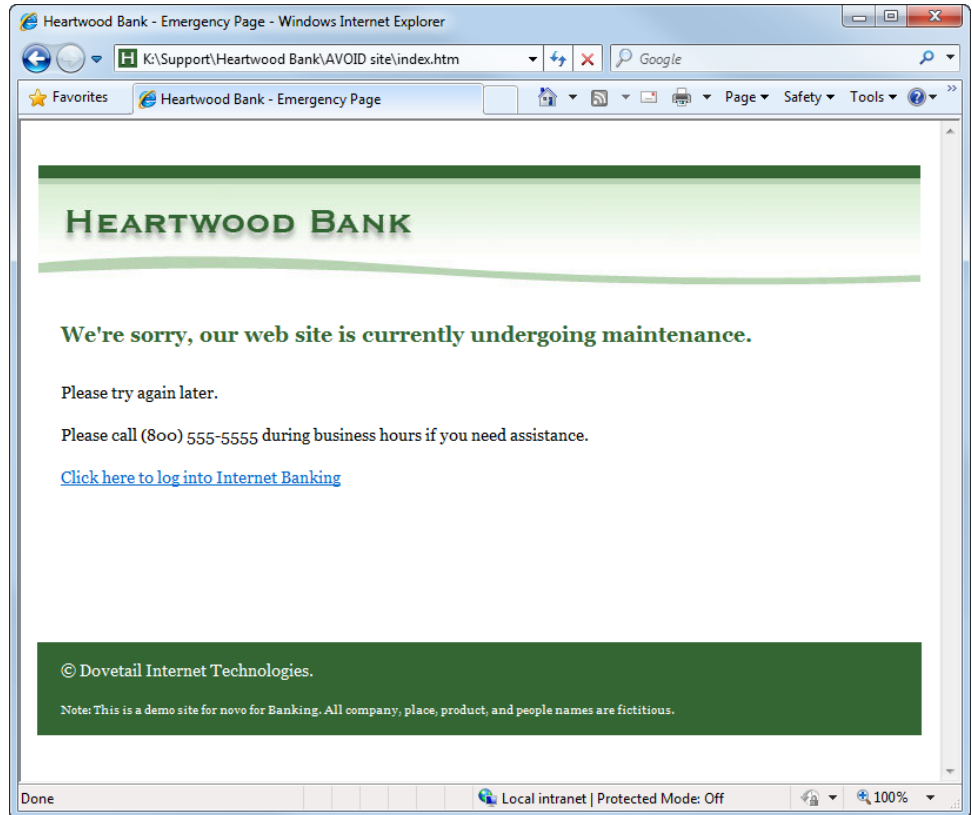 Heartwood Bank - Emergency Page - Windows Internet Explorer
H K:\Support\Heartwood Bank\AVOID site\index.htm Google
Favorites Heartwood Bank - Emergency Page Page Safety Tools »
HEARTWOOD BANK
We're sorry, our web site is currently undergoing maintenance.
Please try again later.
Please call (800) 555-5555 during business hours if you need assistance.
Click here to log into Internet Banking
© Dovetail Internet Technologies.
Note: This is a demo site for novo for Banking. All company, place, product, and people names are fictitious.
Done Local intranet | Protected Mode: Off 100%